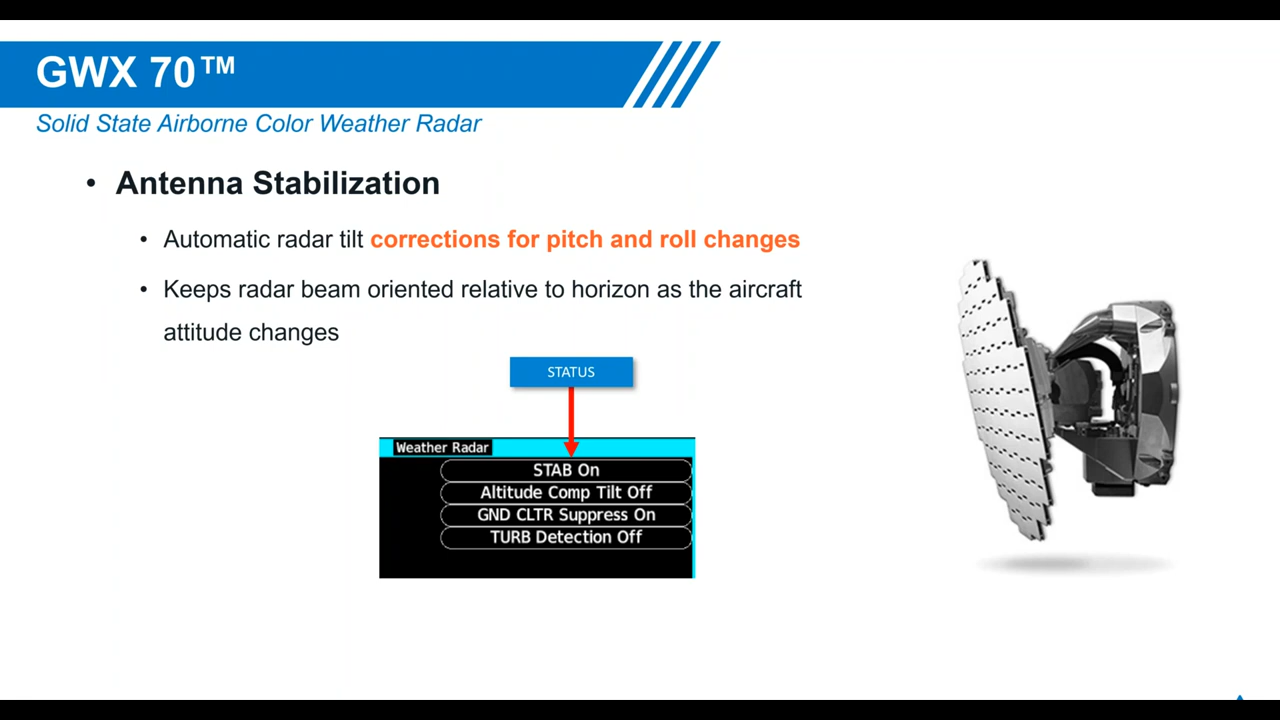 GWX 70™
Solid State Airborne Color Weather Radar
• Antenna Stabilization
• Automatic radar tilt corrections for pitch and roll changes
• Keeps radar beam oriented relative to horizon as the aircraft
attitude changes
STATUS
Weather Radar
STAB On
Altitude Comp Tilt Off
GND CLTR Suppress On
TURB Detection Off